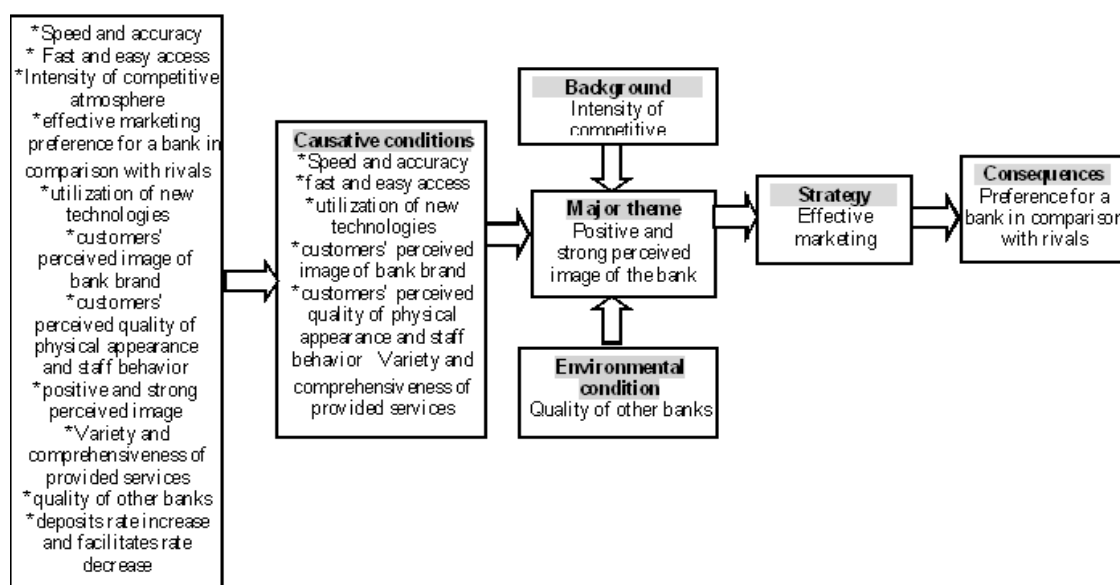 *Speed and accuracy
* Fast and easy access
*Intensity of competitive
atmosphere
*effective marketing
preference for a bank in
comparison with rivals
*utilization of new
technologies
*customers'
perceived image of
bank brand
*customers'
perceived quality of
physical appearance
and staff behavior
*positive and strong
perceived image
*Variety and
comprehensiveness of
provided services
*quality of other banks
*deposits rate increase
and facilitates rate
decrease
Causative conditions
*Speed and accuracy
*fast and easy access
*utilization of new
technologies
*customers' perceived
image of bank brand
*customers' perceived
quality of physical
appearance and staff
behavior Variety and
comprehensiveness of
provided services
Background
Intensity of
competitive
Major theme
Positive and
strong perceived
image of the bank
Environmental
condition
Quality of other banks
Strategy
Effective
marketing
Consequences
Preference for a
bank in comparison
with rivals